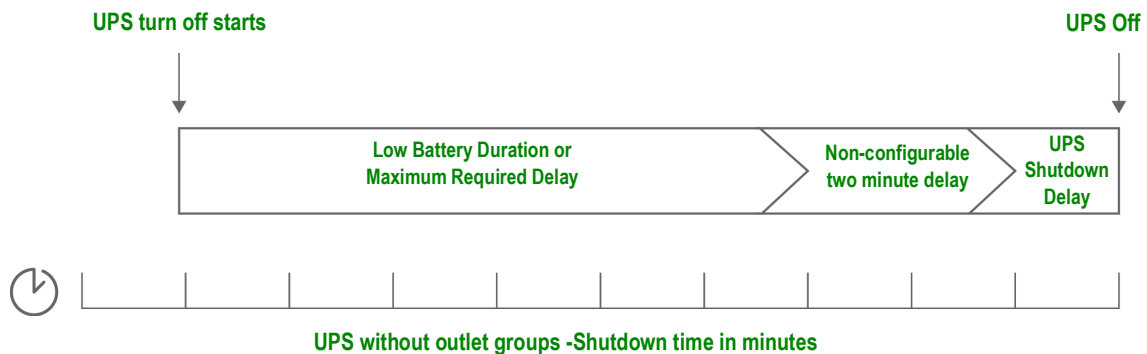 UPS turn off starts
UPS Off
Low Battery Duration or
Maximum Required Delay
Non-configurable
two minute delay
UPS
Shutdown
Delay
UPS without outlet groups -Shutdown time in minutes